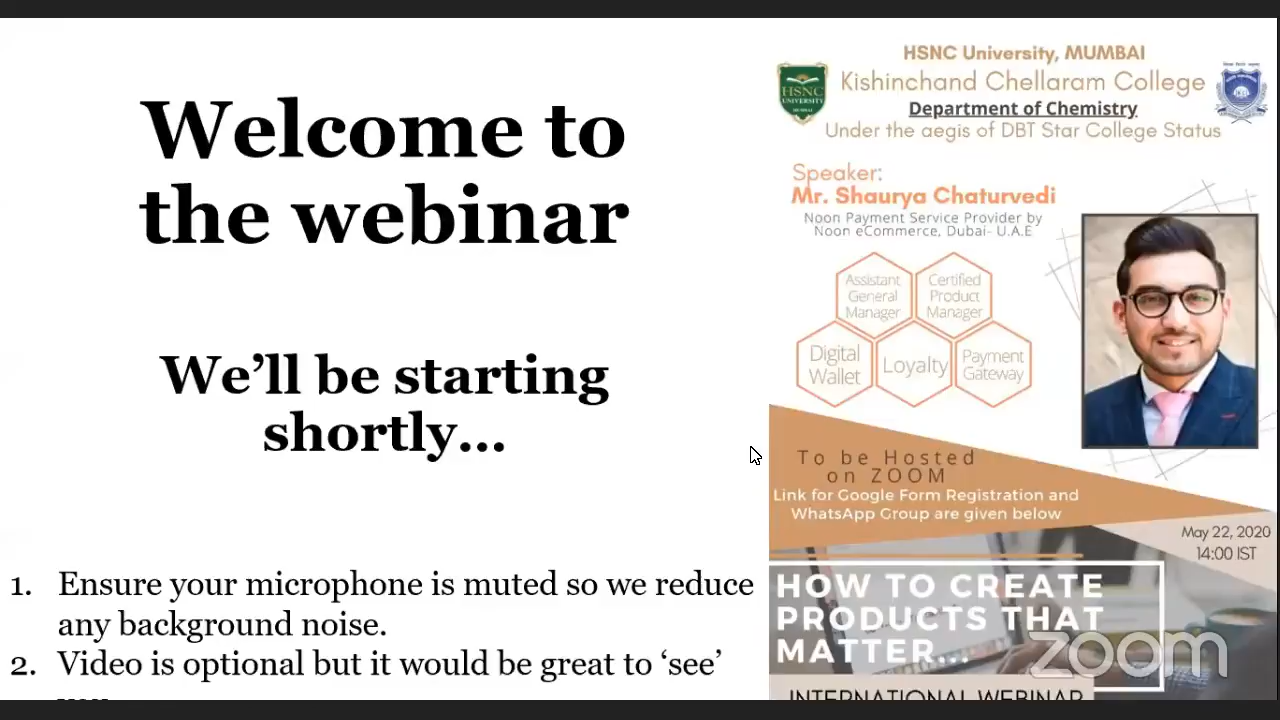 Welcome to
the webinar
We’ll be starting
shortly...
1. Ensure your microphone is muted so we reduce
any background noise.
2. Video is optional but it would be great to ‘see’
HSNC University, MUMBAI
Kishinchand Chellaram College
Department of Chemistry
Under the aegis of DBT Star College Status
HSNC
UNIVERSITY
MUMBAI
Speaker:
Mr. Shaurya Chaturvedi
Noon Payment Service Provider by
Noon eCommerce, Dubai- U.A.E
Assistant
General
Manager
Certified
Product
Manager
Digital
Wallet
Loyalty
Payment
Gateway
To be Hosted
on ZOOM
Link for Google Form Registration and
WhatsApp Group are given below
May 22, 2020
14:00 IST
HOW TO CREATE
PRODUCTS THAT
MATTER...
zoom
INTERNATIONAL WEBINAR